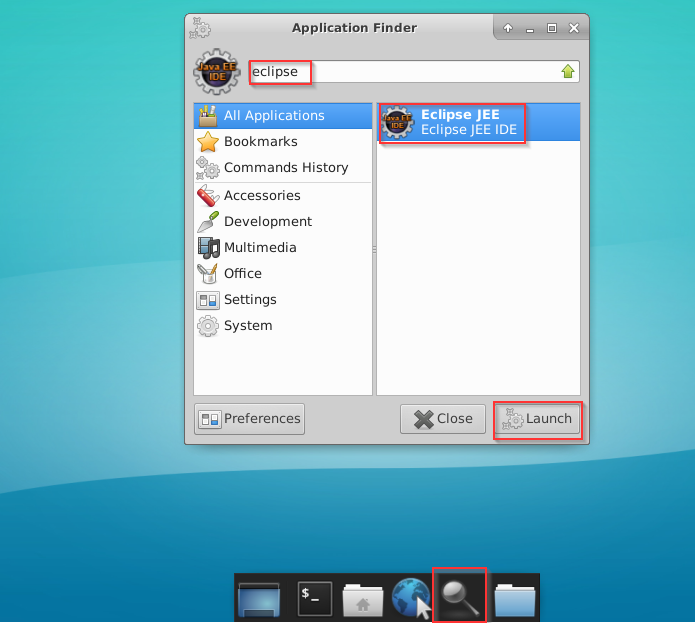 Application Finder
Java EE
IDE
eclipse
All Applications
Bookmarks
Commands History
Accessories
Development
Multimedia
Office
Settings
System
Java EE
IDE
Eclipse JEE
Eclipse JEE IDE
Preferences
Close
Launch
$_